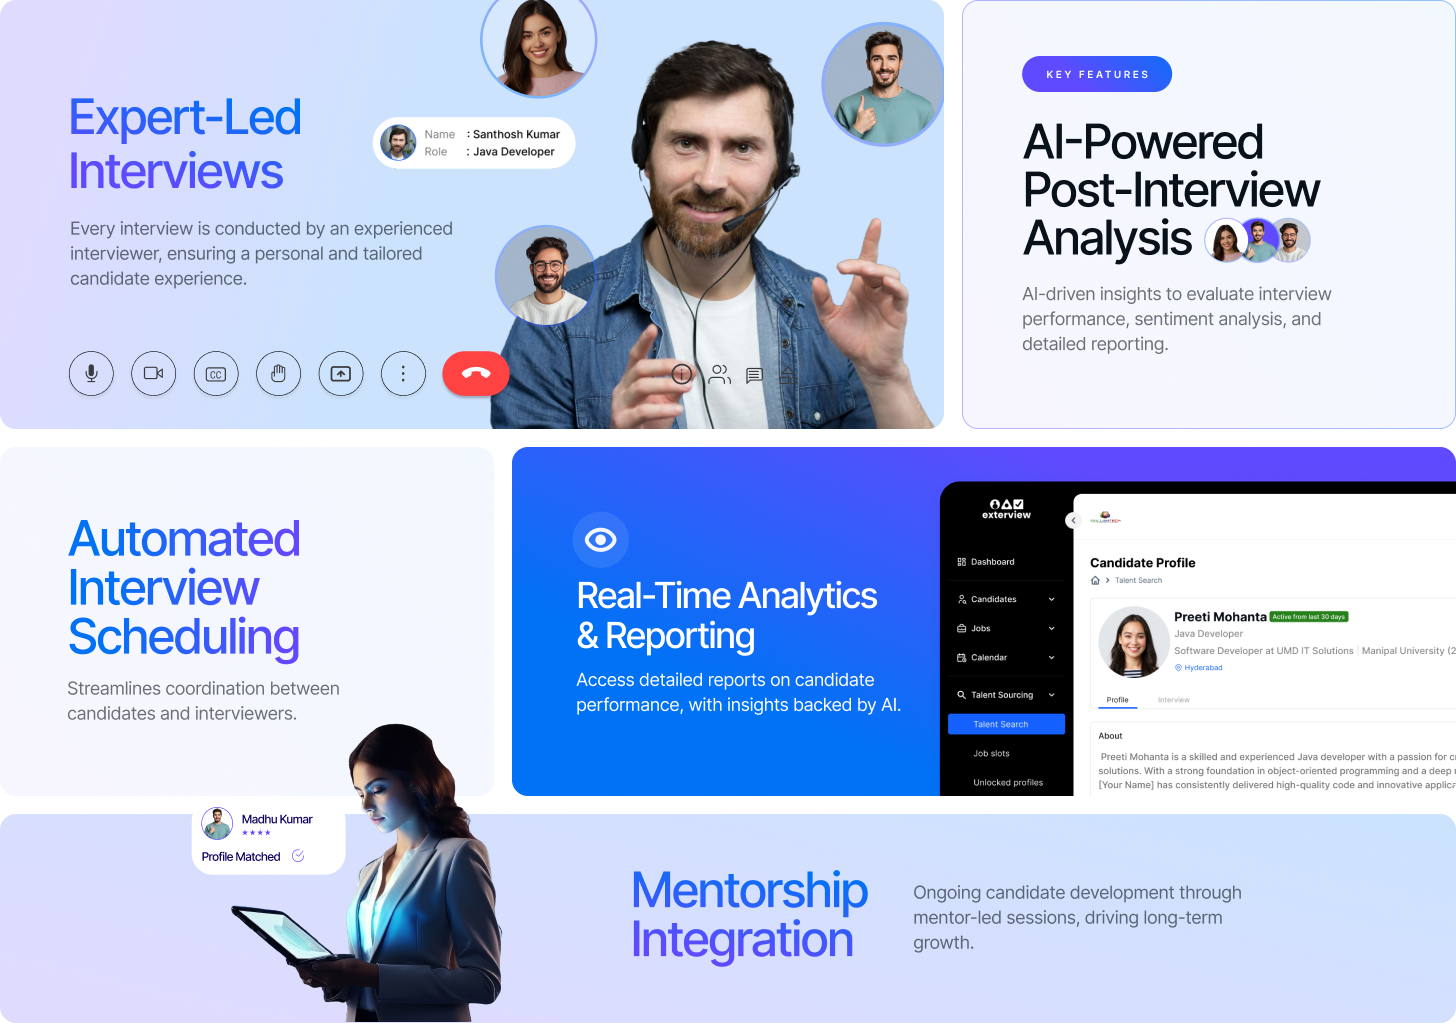 Expert-Led
Interviews
Every interview is conducted by an experienced
interviewer, ensuring a personal and tailored
candidate experience.
Name : Santhosh Kumar
Role : Java Developer
CC
KEY FEATURES
AI-Powered
Post-Interview
Analysis
AI-driven insights to evaluate interview
performance, sentiment analysis, and
detailed reporting.
Automated
Interview
Scheduling
Streamlines coordination between
candidates and interviewers.
Real-Time Analytics
& Reporting
Access detailed reports on candidate
performance, with insights backed by AI.
exterview
Dashboard
Candidates
Jobs
Calendar
Talent Sourcing
Talent Search
Job slots
Unlocked profiles
Candidate Profile
Talent Search
Preeti Mohanta Active from last 30 days
Java Developer
Software Developer at UMD IT Solutions | Manipal University (2
Hyderabad
Profile Interview
About
Preeti Mohanta is a skilled and experienced Java developer with a passion for
solutions. With a strong foundation in object-oriented programming and a deep
[Your Name] has consistently delivered high-quality code and innovative
Madhu Kumar
Profile Matched
Mentorship
Integration
Ongoing candidate development through
mentor-led sessions, driving long-term
growth.